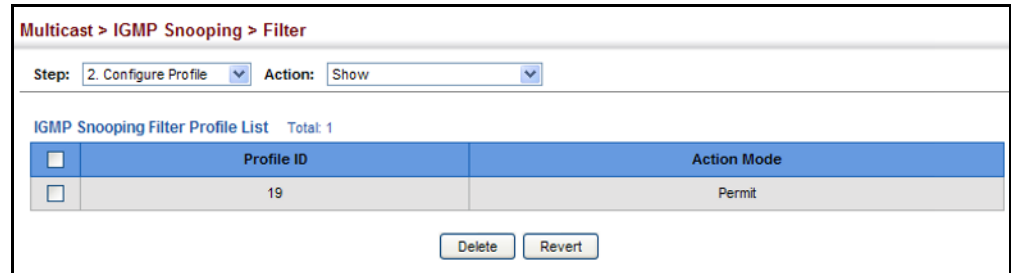 Multicast > IGMP Snooping > Filter
Step: 2. Configure Profile Action: Show
IGMP Snooping Filter Profile List Total: 1
Profile ID Action Mode
19 Permit
Delete Revert